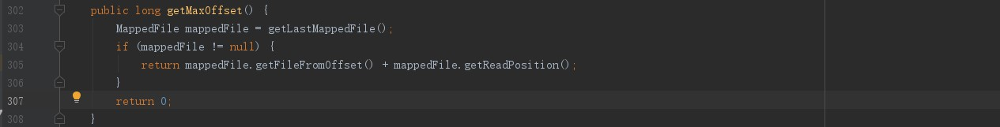 302 public long getMaxOffset() {
303 MappedFile mappedFile = getLastMappedFile();
304 if (mappedFile != null) {
305 return mappedFile.getFileFromOffset() + mappedFile.getReadPosition();
306 }
307 return 0;
308 }